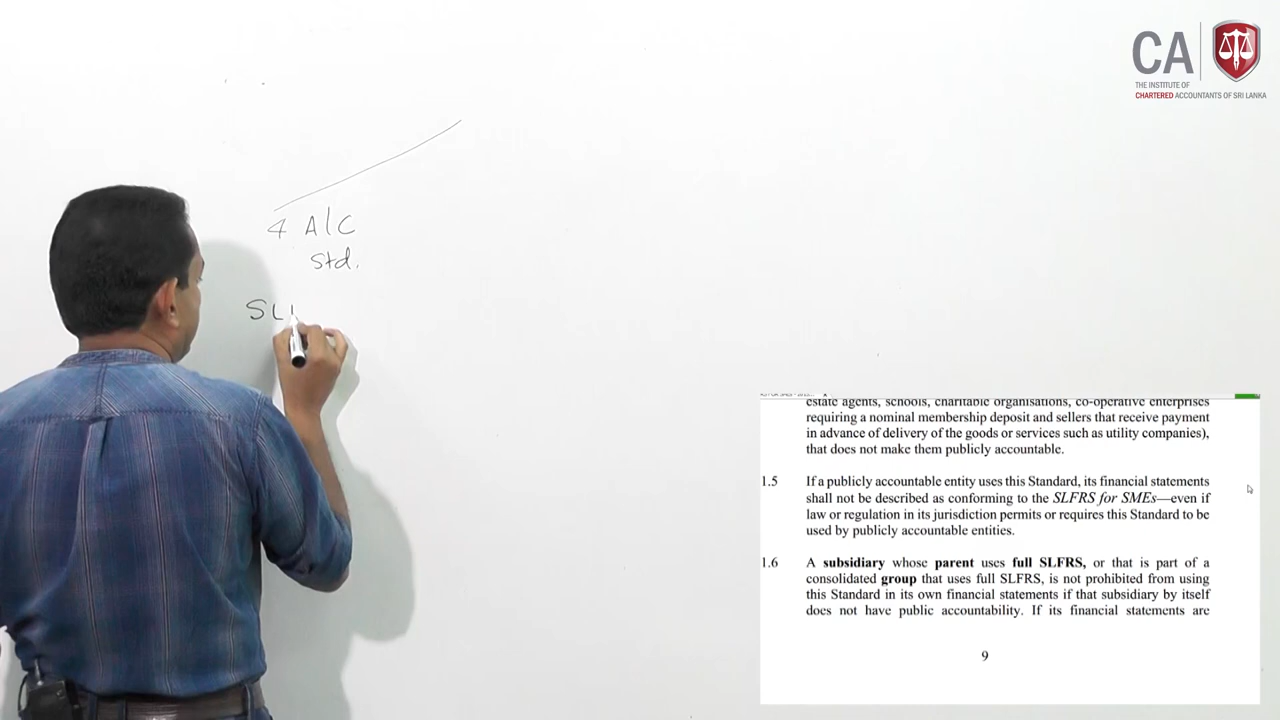 CA
THE INSTITUTE OF
CHARTERED ACCOUNTANTS OF SRI LANKA
4 A/C
Std.
SL
estate agents, schools, charitable organisations, co-operative enterprises
requiring a nominal membership deposit and sellers that receive payment
in advance of delivery of the goods or services such as utility companies),
that does not make them publicly accountable.
1.5 If a publicly accountable entity uses this Standard, its financial statements
shall not be described as conforming to the SLFRS for SMEs—even if
law or regulation in its jurisdiction permits or requires this Standard to be
used by publicly accountable entities.
1.6 A subsidiary whose parent uses full SLFRS, or that is part of a
consolidated group that uses full SLFRS, is not prohibited from using
this Standard in its own financial statements if that subsidiary by itself
does not have public accountability. If its financial statements are
9